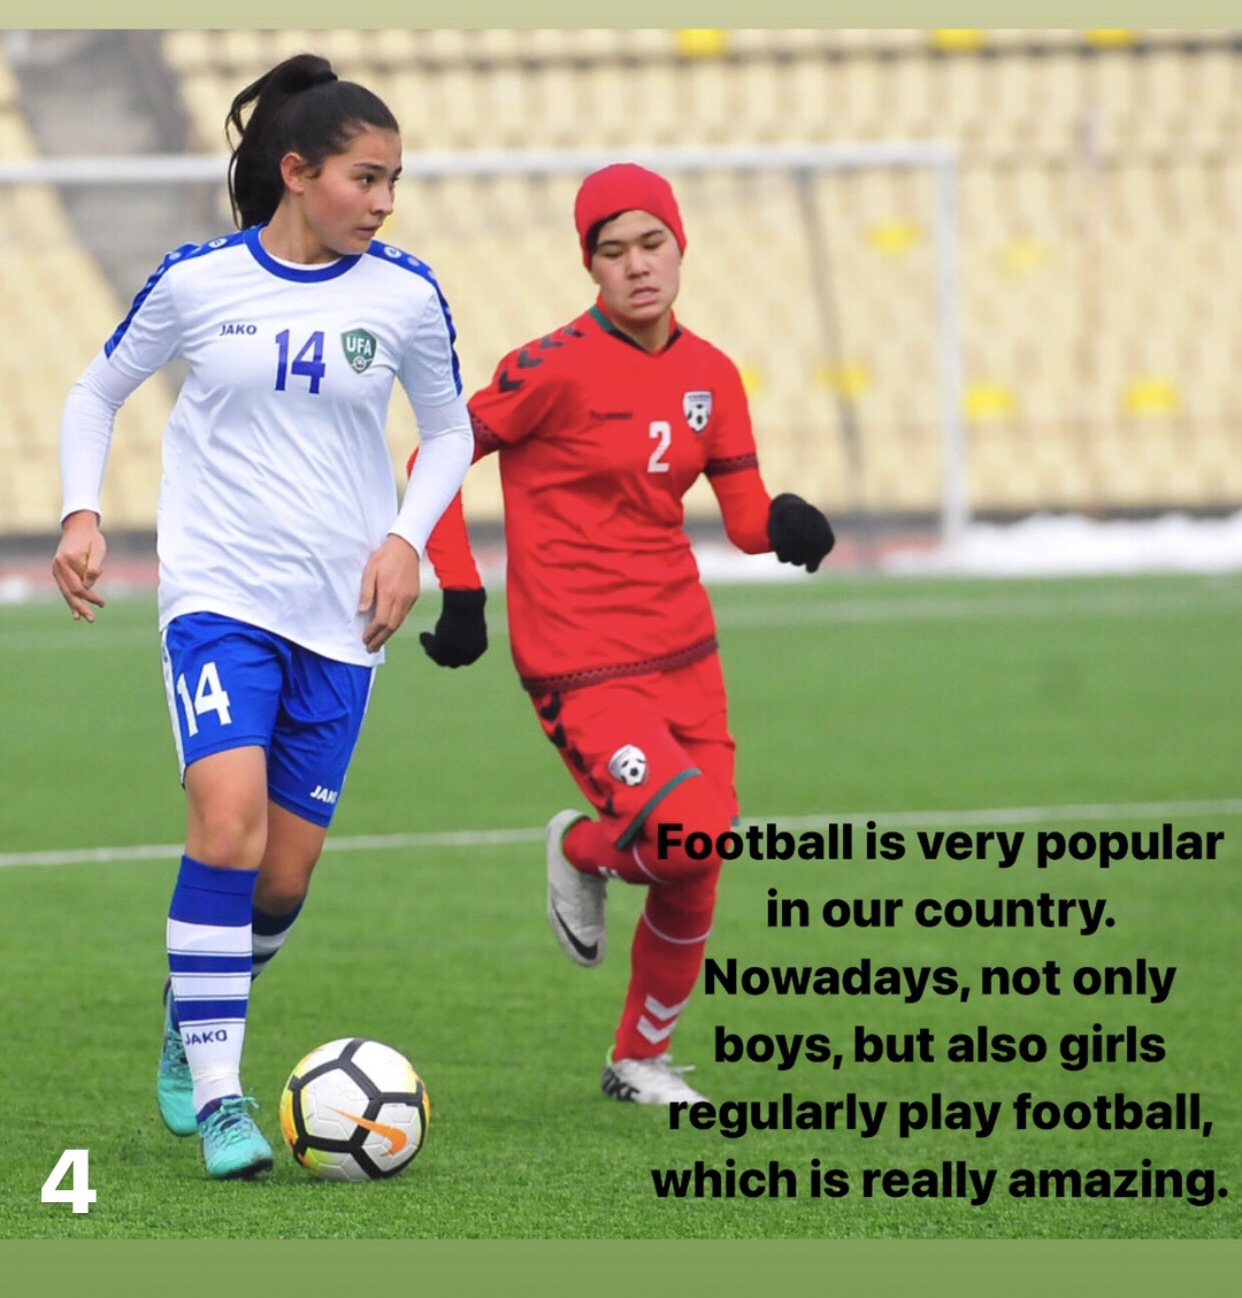 JAKO
14
UFA
2
14
JAKO
Football is very popular
in our country.
Nowadays, not only
boys, but also girls
regularly play football,
which is really amazing.
JAKO
4